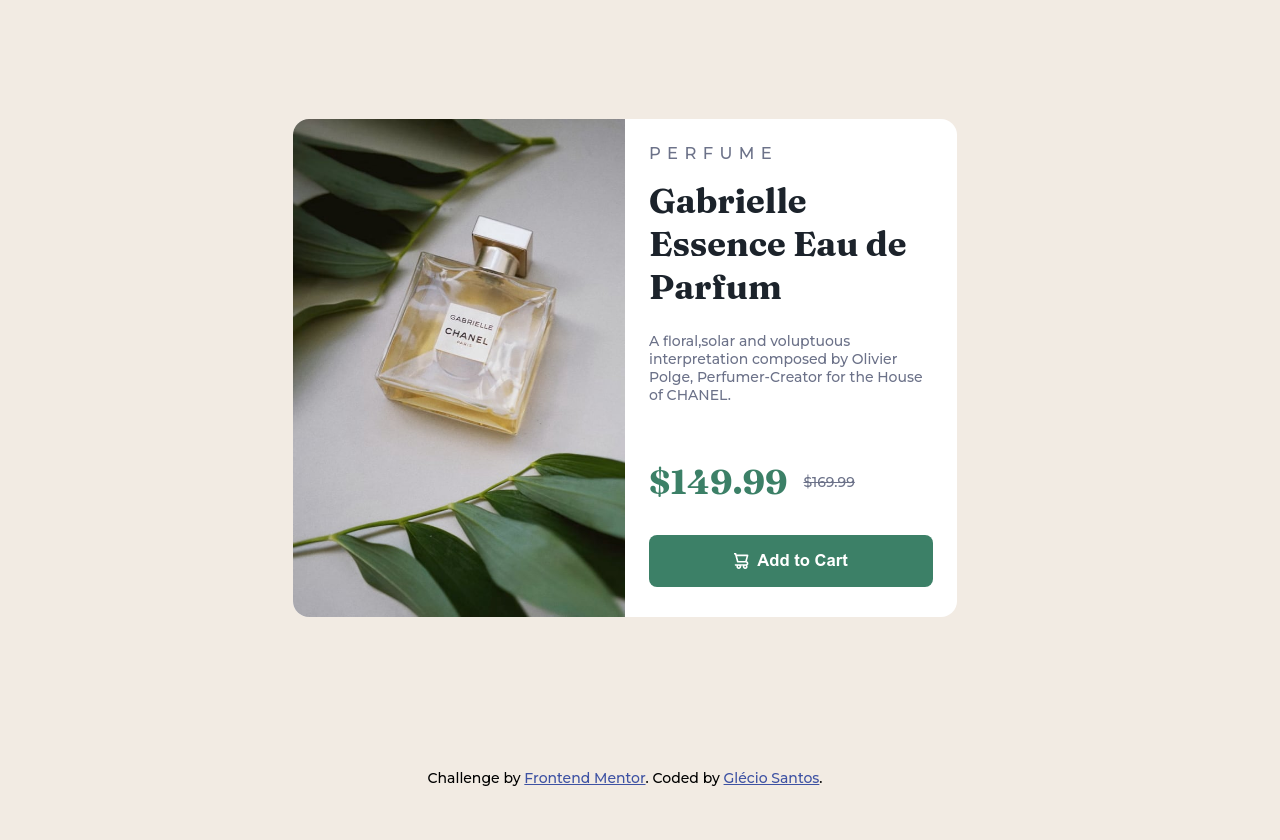 GABRIELLE
CHANEL
PARIS
PERFUME
Gabrielle
Essence Eau de
Parfum
A floral,solar and voluptuous
interpretation composed by Olivier
Polge, Perfumer-Creator for the House
of CHANEL.
$149.99 $169.99
Add to Cart
Challenge by Frontend Mentor. Coded by Glécio Santos.